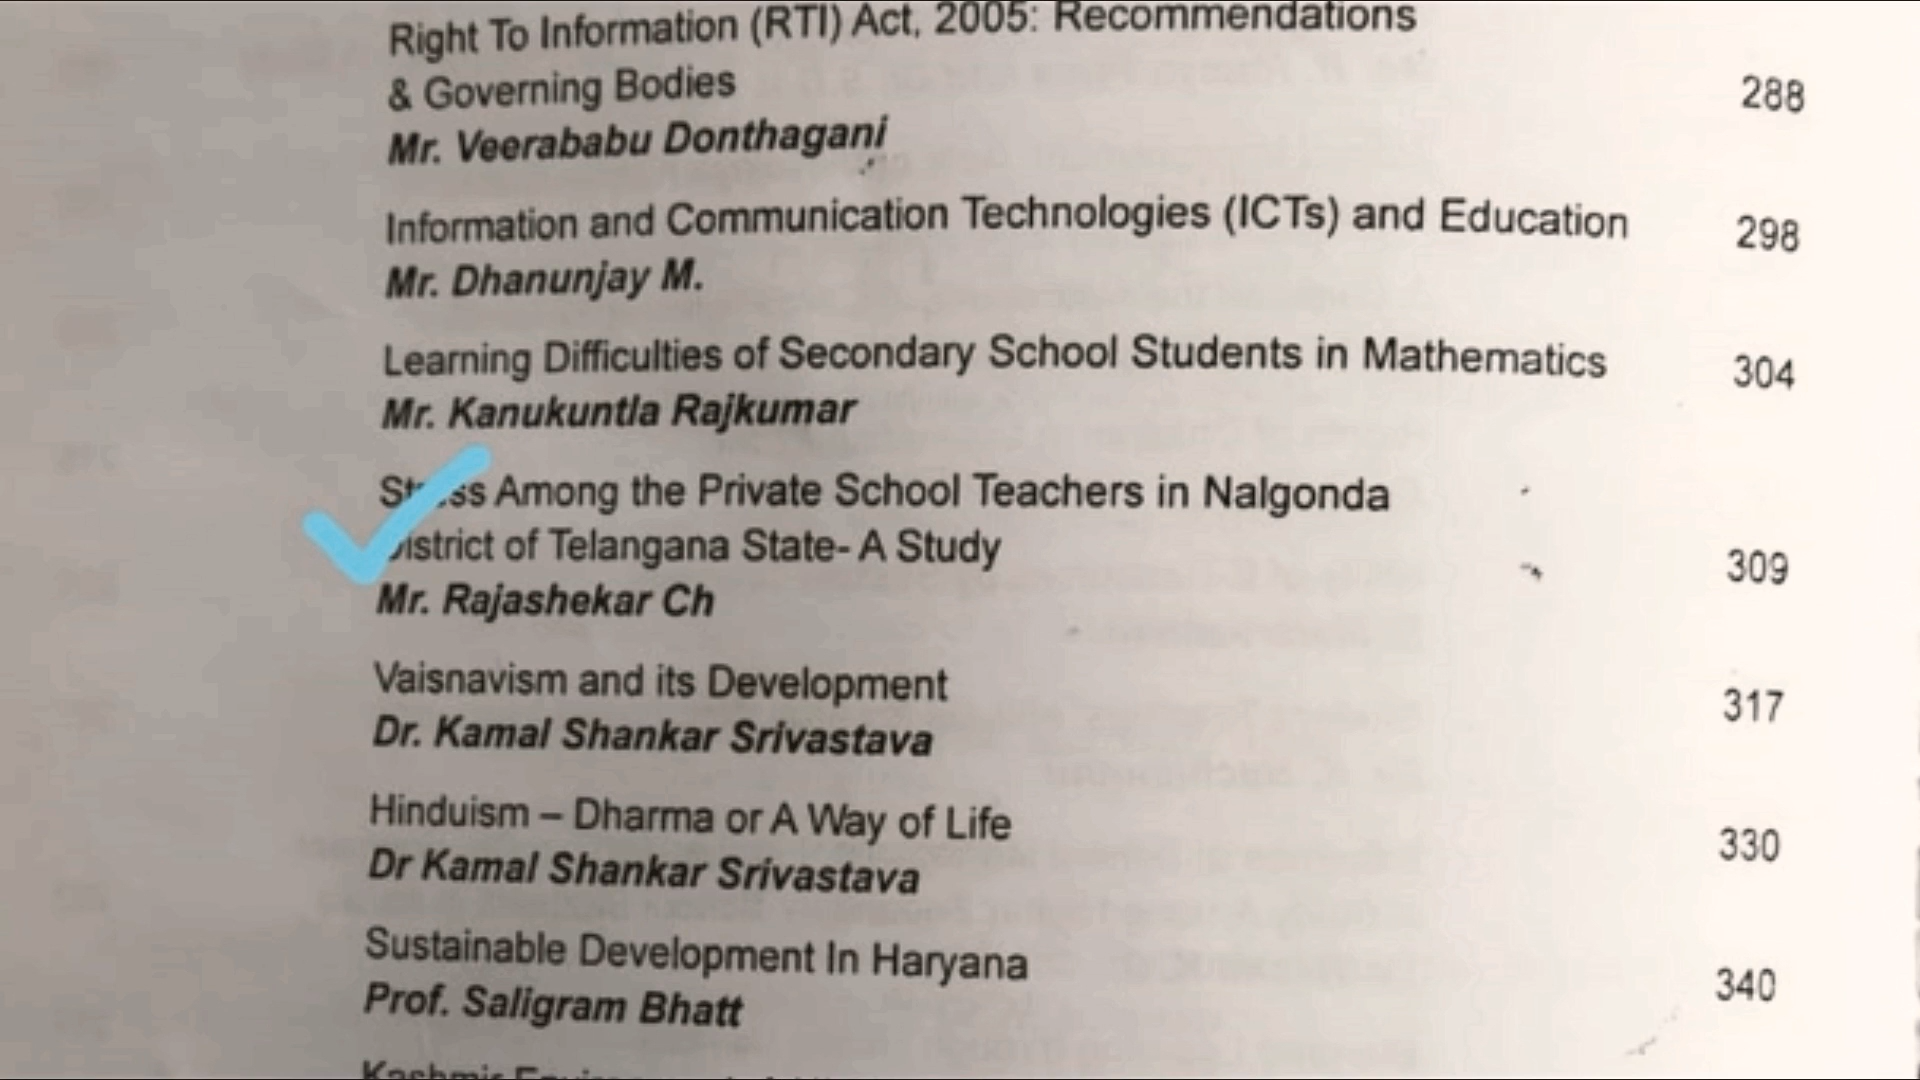 Right To Information (RTI) Act, 2005: Recommendations
& Governing Bodies 288
Mr. Veerababu Donthagani
Information and Communication Technologies (ICTs) and Education 298
Mr. Dhanunjay M.
Learning Difficulties of Secondary School Students in Mathematics 304
Mr. Kanukuntla Rajkumar
Stress Among the Private School Teachers in Nalgonda
District of Telangana State- A Study 309
Mr. Rajashekar Ch
Vaisnavism and its Development 317
Dr. Kamal Shankar Srivastava
Hinduism – Dharma or A Way of Life 330
Dr Kamal Shankar Srivastava
Sustainable Development In Haryana 340
Prof. Saligram Bhatt
Kashmir